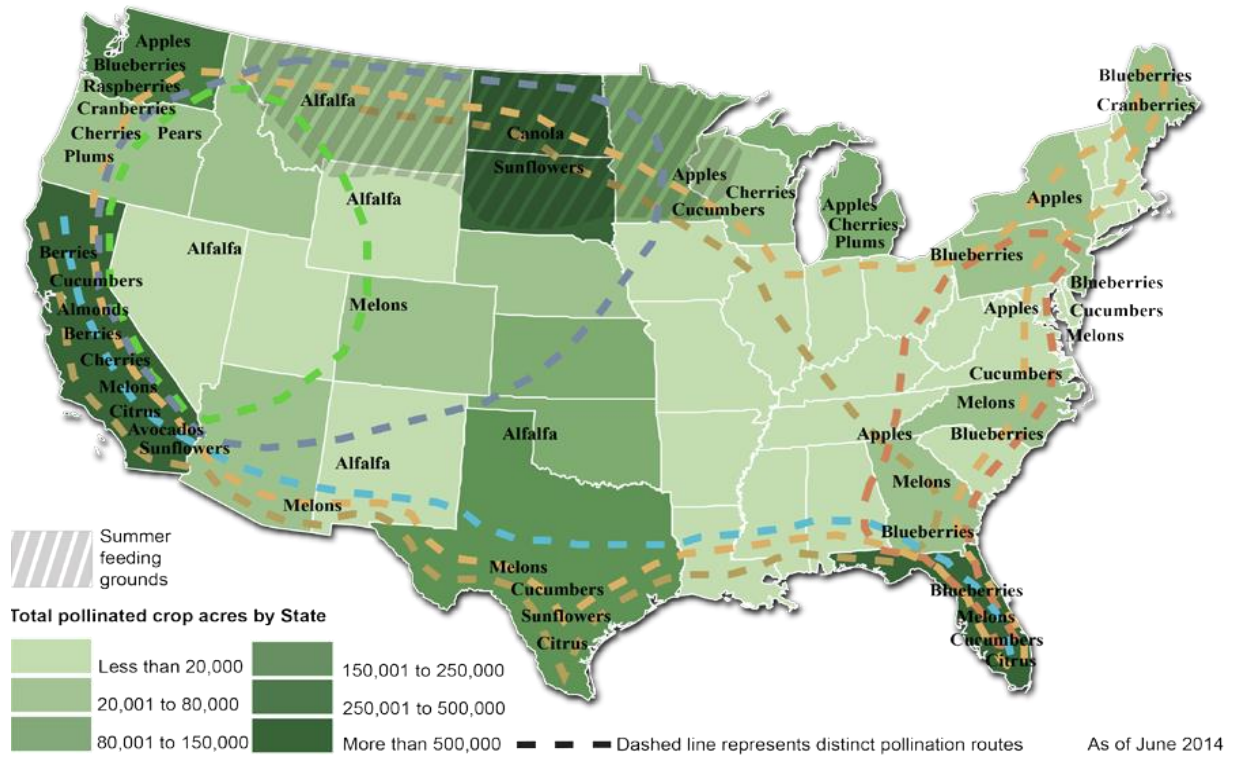 Apples
Blueberries
Raspberries
Cranberries
Cherries Pears
Plums
Alfalfa
Canola
Sunflowers
Alfalfa
Apples
Cherries
Cucumbers
Apples
Cherries
Plums
Blueberries
Cranberries
Apples
Blueberries
Blueberries
Apples
Cucumbers
Melons
Berries
Cucumbers
Almonds
Berries
Cherries
Melons
Citrus
Avocados
Sunflowers
Alfalfa
Melons
Alfalfa
Alfalfa
Melons
Cucumbers
Melons
Apples
Blueberries
Melons
Blueberries
Melons
Cucumbers
Sunflowers
Citrus
Blueberries
Melons
Cucumbers
Citrus
Summer
feeding
grounds
Total pollinated crop acres by State
Less than 20,000
20,001 to 80,000
80,001 to 150,000
150,001 to 250,000
250,001 to 500,000
More than 500,000
Dashed line represents distinct pollination routes
As of June 2014